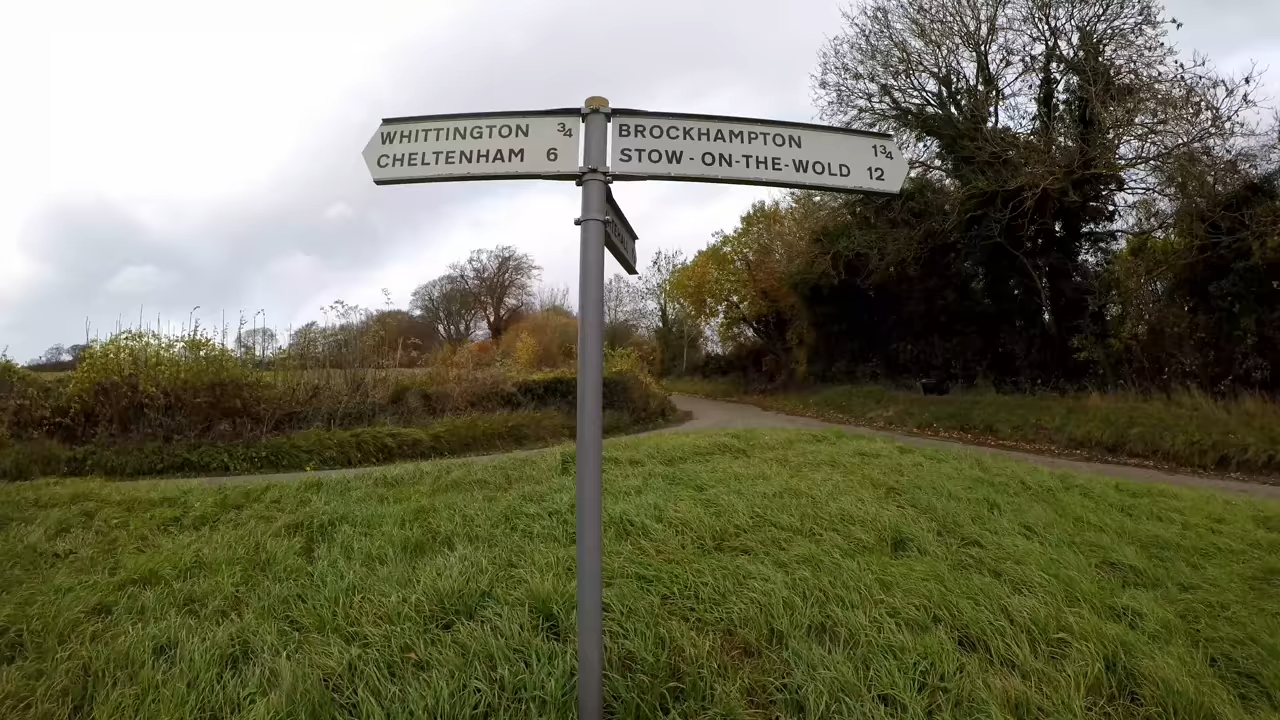 WHITTINGTON ¾
CHELTENHAM 6
BROCKHAMPTON 1¾
STOW-ON-THE-WOLD 12